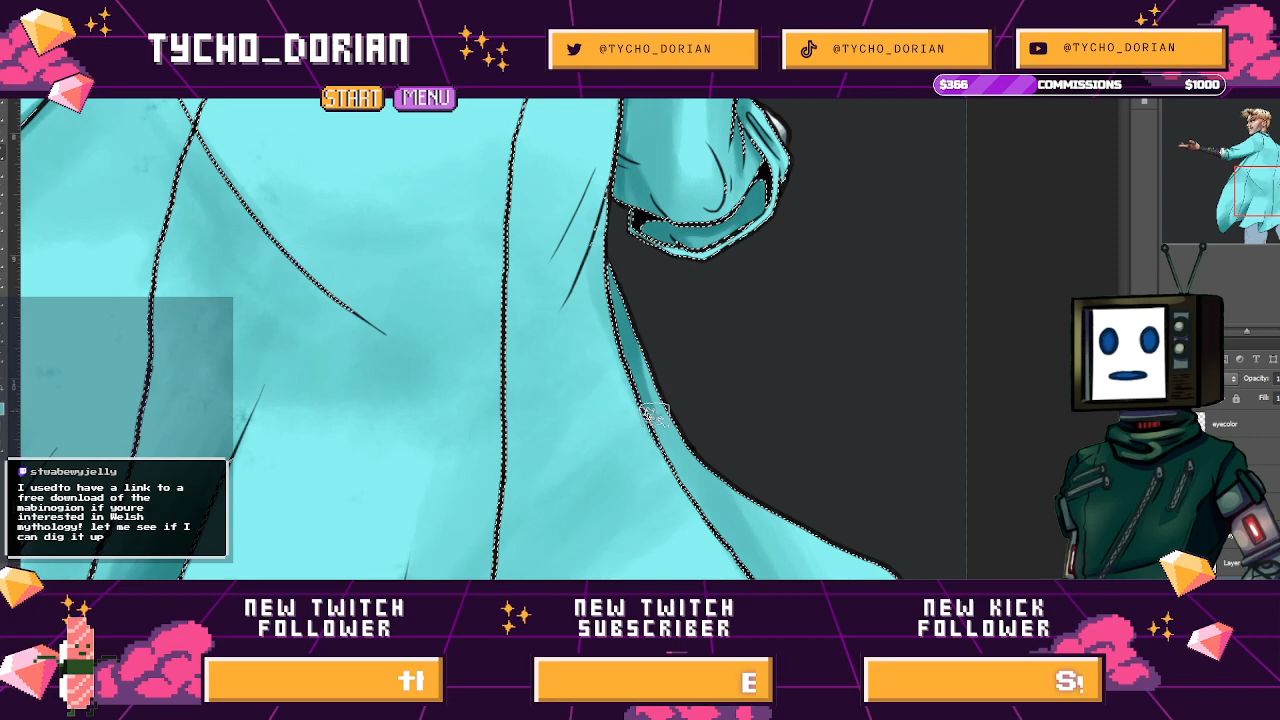 TYCHO_DORIAN
@TYCHO_DORIAN
@TYCHO_DORIAN
@TYCHO_DORIAN
$366 COMMISSIONS $1000
START MENU
Opacity:
Fill:
eyecolor
Layer
stwabewyjelly
I usedto have a link to a
free download of the
mabinogion if youre
interested in Welsh
mythology! let me see if I
can dig it up
NEW TWITCH
FOLLOWER
NEW TWITCH
SUBSCRIBER
NEW KICK
FOLLOWER
E